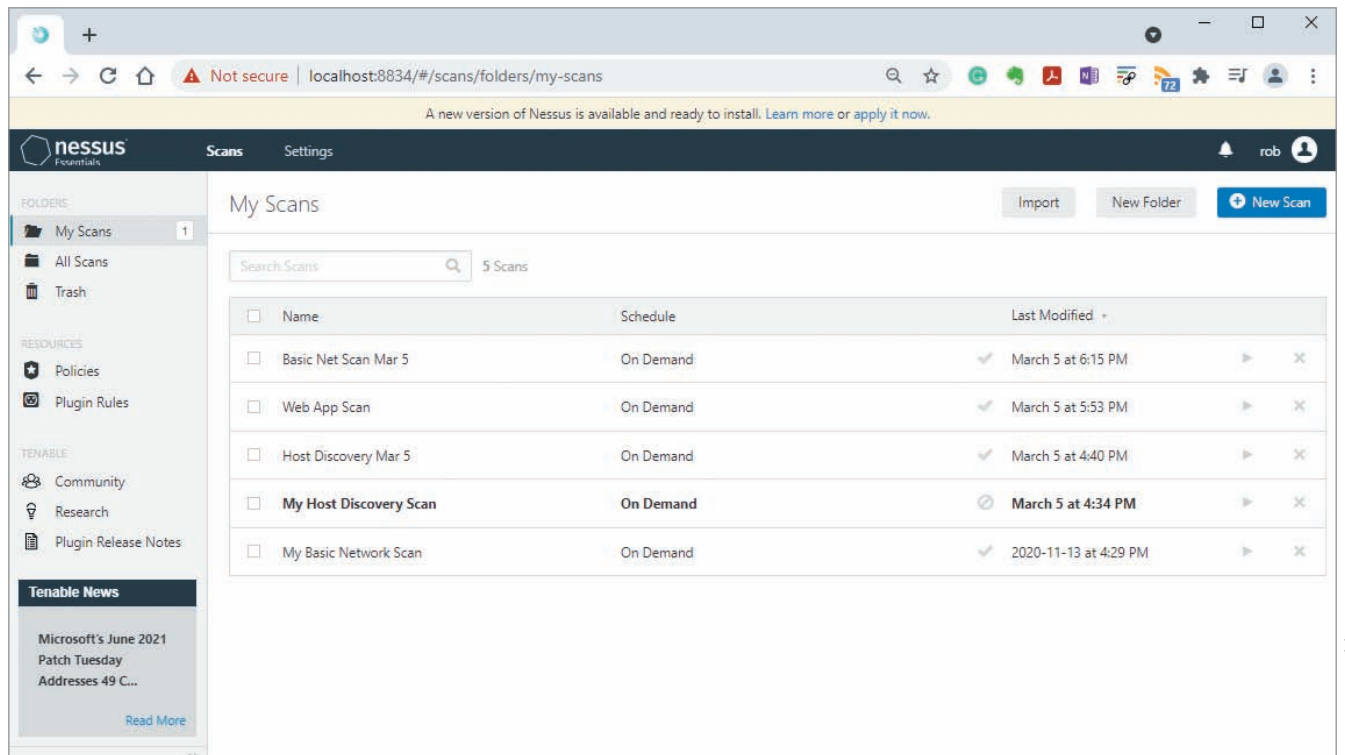 Not secure | localhost:8834/#/scans/folders/my-scans
72
A new version of Nessus is available and ready to install. Learn more or apply it now.
nessus
Essentials
Scans Settings
rob
FOLDERS
My Scans 1
All Scans
Trash
RESOURCES
Policies
Plugin Rules
TENABLE
Community
Research
Plugin Release Notes
Tenable News
Microsoft's June 2021
Patch Tuesday
Addresses 49 C...
Read More
My Scans
Import New Folder New Scan
Search Scans 5 Scans
Name Schedule Last Modified
Basic Net Scan Mar 5 On Demand March 5 at 6:15 PM
Web App Scan On Demand March 5 at 5:53 PM
Host Discovery Mar 5 On Demand March 5 at 4:40 PM
My Host Discovery Scan On Demand March 5 at 4:34 PM
My Basic Network Scan On Demand 2020-11-13 at 4:29 PM